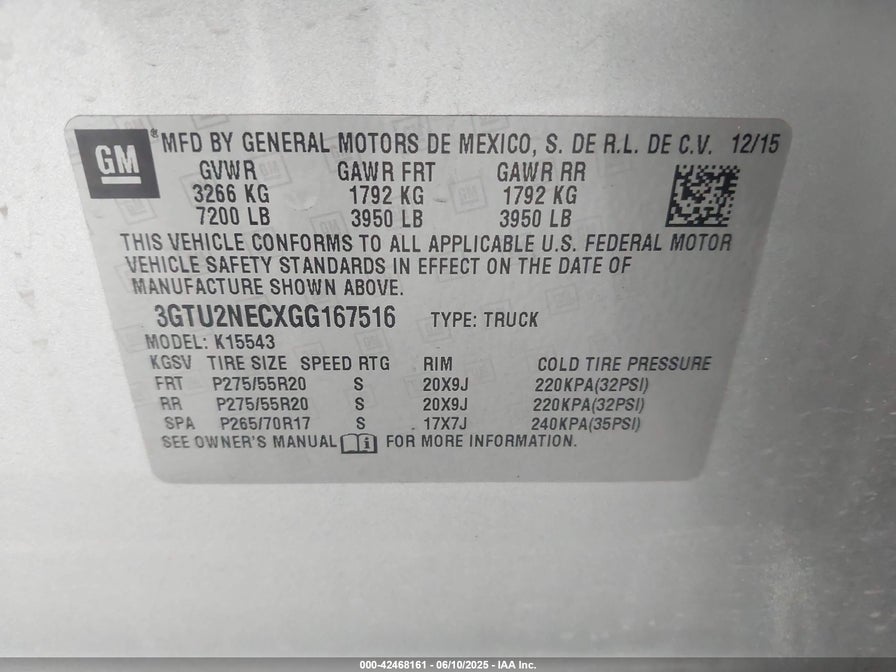 GM ® MFD BY GENERAL MOTORS DE MEXICO, S. DE R.L. DE C.V. 12/15
GVWR GAWR FRT GAWR RR
3266 KG 1792 KG 1792 KG
7200 LB 3950 LB 3950 LB
THIS VEHICLE CONFORMS TO ALL APPLICABLE U.S. FEDERAL MOTOR
VEHICLE SAFETY STANDARDS IN EFFECT ON THE DATE OF
MANUFACTURE SHOWN ABOVE.
3GTU2NECXGG167516 TYPE: TRUCK
MODEL: K15543
KGSV TIRE SIZE SPEED RTG RIM COLD TIRE PRESSURE
FRT P275/55R20 S 20X9J 220KPA(32PSI)
RR P275/55R20 S 20X9J 220KPA(32PSI)
SPA P265/70R17 S 17X7J 240KPA(35PSI)
SEE OWNER'S MANUAL i FOR MORE INFORMATION.
000-42468161 - 06/10/2025 - IAA Inc.